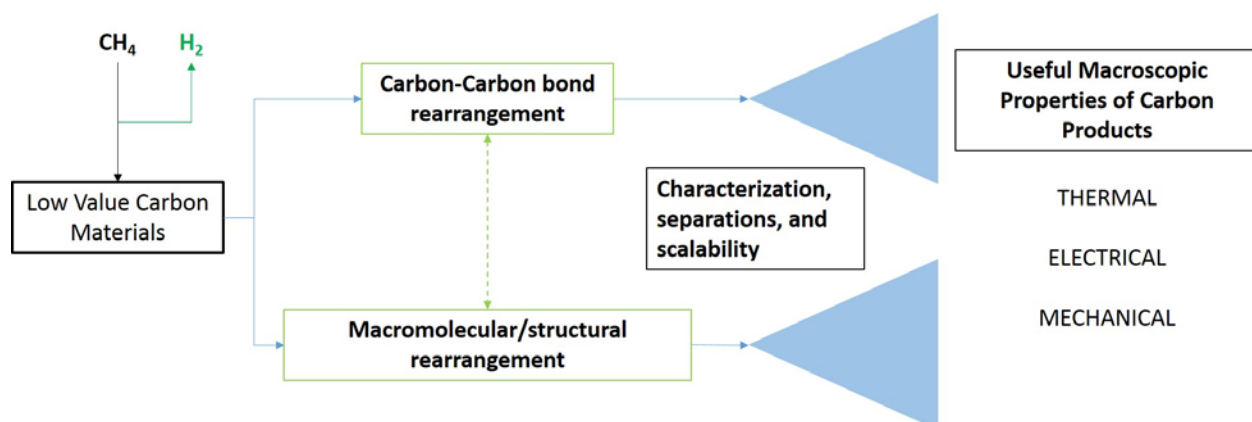 CH₄
H₂
Low Value Carbon
Materials
Carbon-Carbon bond
rearrangement
Macromolecular/structural
rearrangement
Characterization,
separations, and
scalability
Useful Macroscopic
Properties of Carbon
Products
THERMAL
ELECTRICAL
MECHANICAL